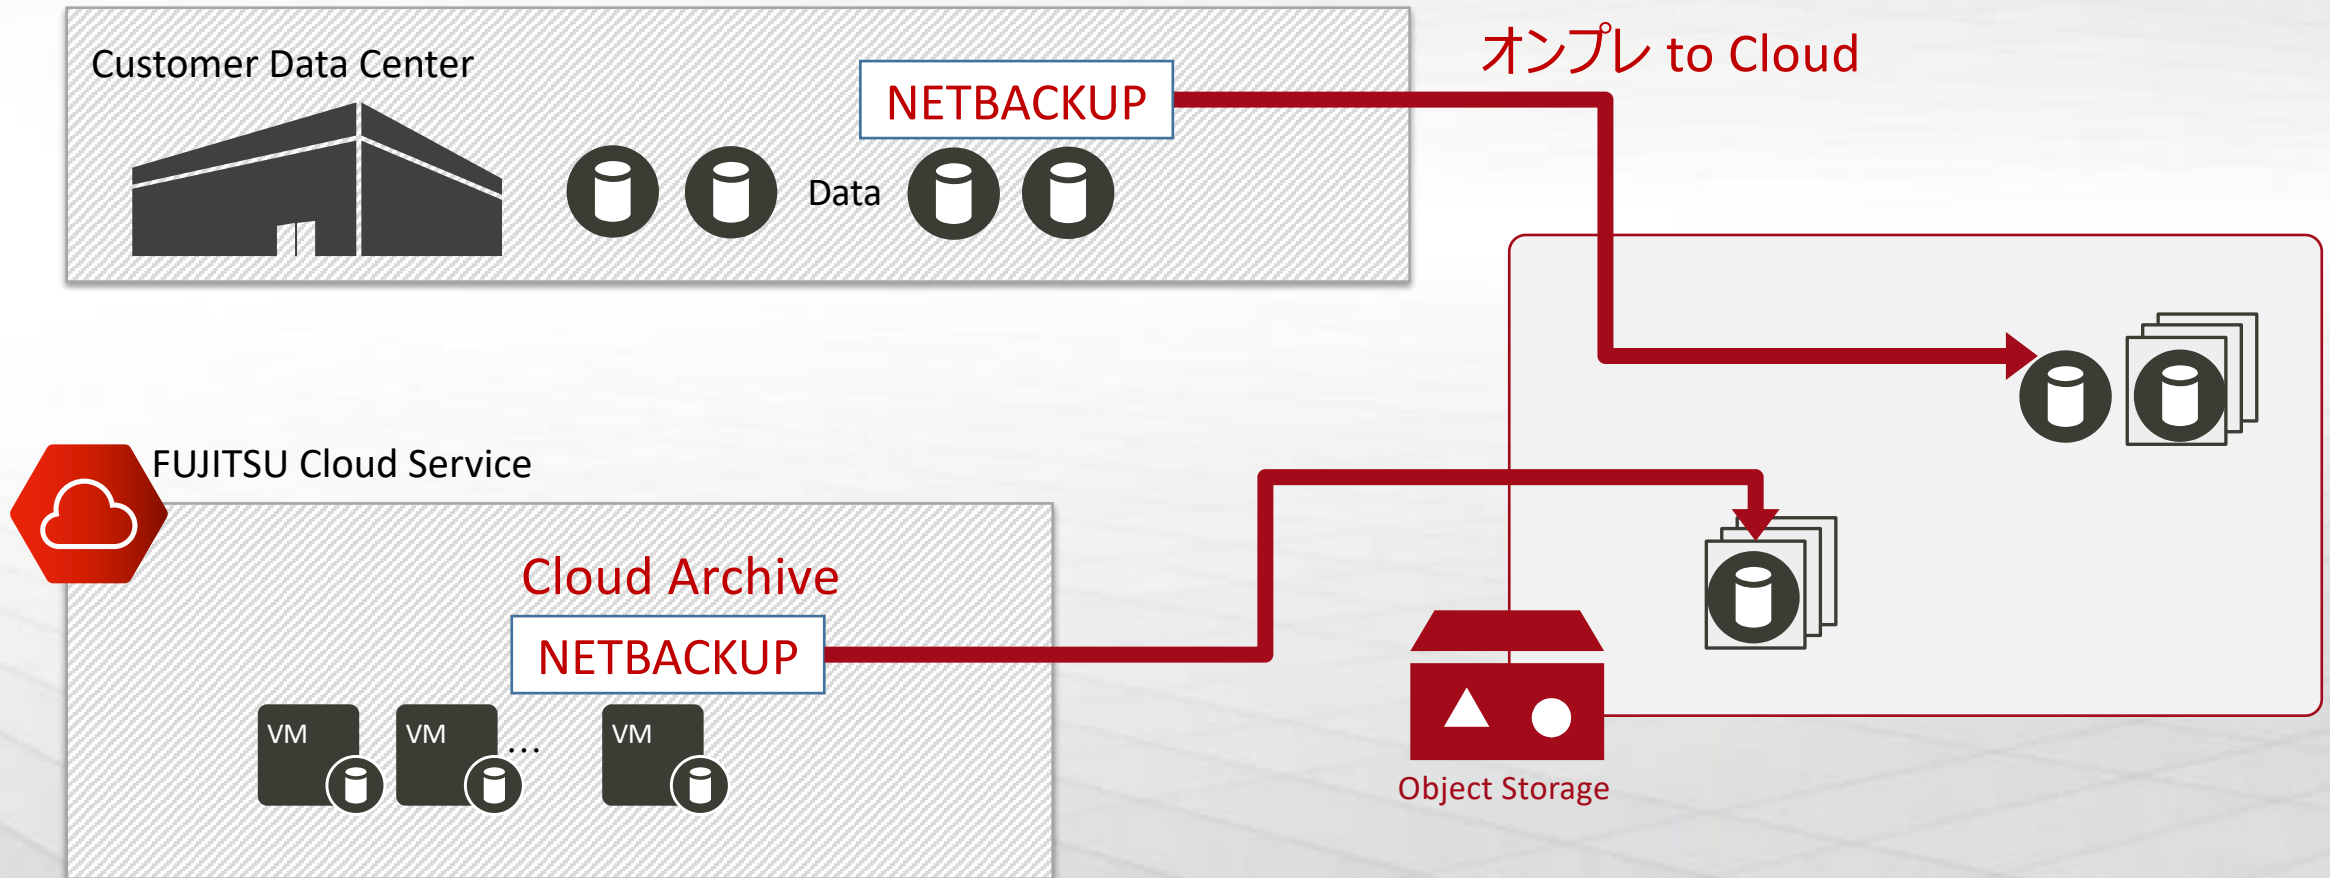 Customer Data Center
NETBACKUP
オンプレ to Cloud
Data
FUJITSU Cloud Service
Cloud Archive
NETBACKUP
VM
VM
...
VM
Object Storage